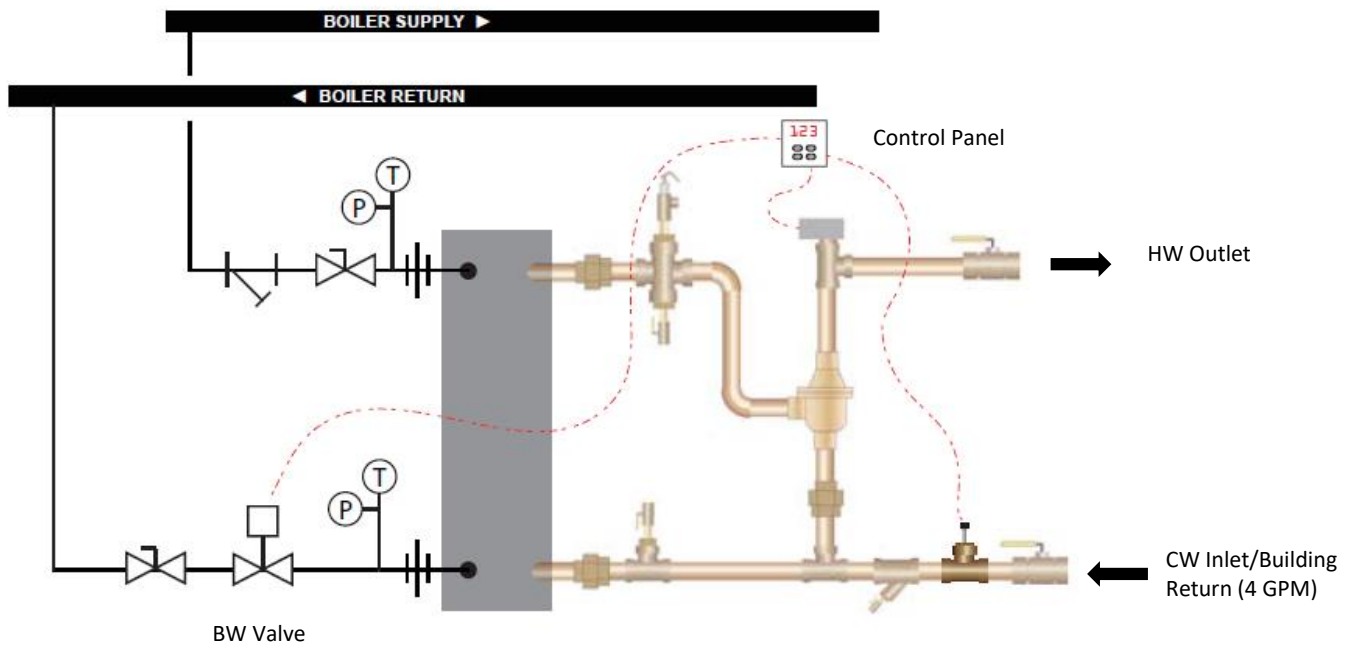 BOILER SUPPLY ►
◄ BOILER RETURN
123
Control Panel
T
P
HW Outlet
T
P
CW Inlet/Building
Return (4 GPM)
BW Valve